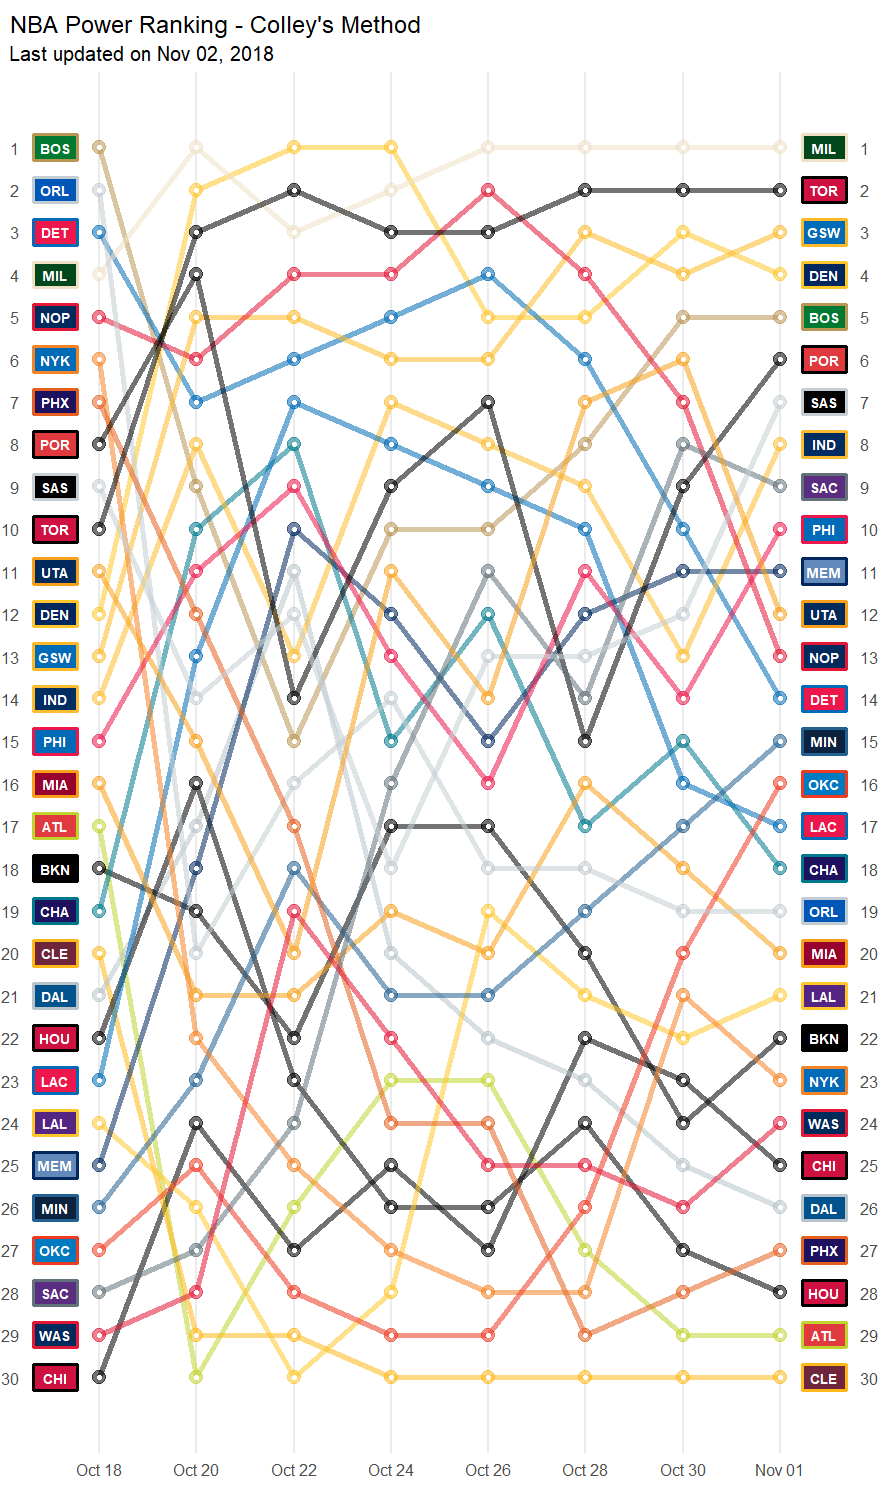 NBA Power Ranking - Colley's Method
Last updated on Nov 02, 2018
1 BOS MIL 1
2 ORL TOR 2
3 DET GSW 3
4 MIL DEN 4
5 NOP BOS 5
6 NYK POR 6
7 PHX SAS 7
8 POR IND 8
9 SAS SAC 9
10 TOR PHI 10
11 UTA MEM 11
12 DEN UTA 12
13 GSW NOP 13
14 IND DET 14
15 PHI MIN 15
16 MIA OKC 16
17 ATL LAC 17
18 BKN CHA 18
19 CHA ORL 19
20 CLE MIA 20
21 DAL LAL 21
22 HOU BKN 22
23 LAC NYK 23
24 LAL WAS 24
25 MEM CHI 25
26 MIN DAL 26
27 OKC PHX 27
28 SAC HOU 28
29 WAS ATL 29
30 CHI CLE 30
Oct 18 Oct 20 Oct 22 Oct 24 Oct 26 Oct 28 Oct 30 Nov 01